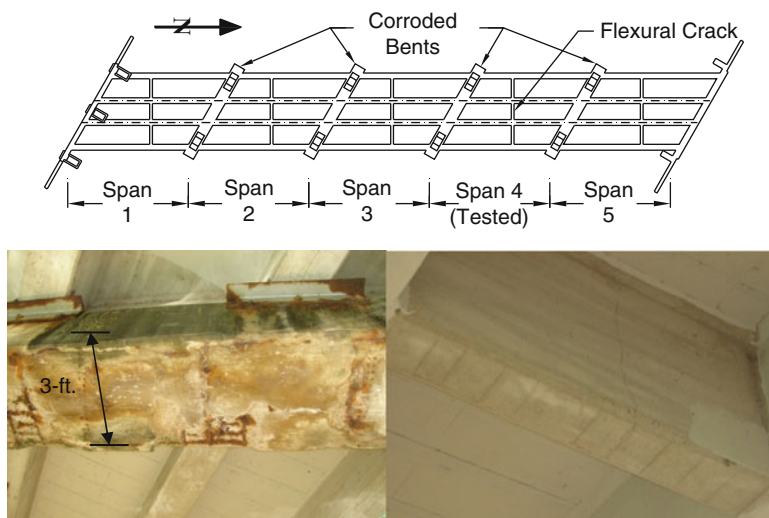 N
Corroded
Bents
Flexural Crack
Span
1
Span
2
Span
3
Span 4
(Tested)
Span
5
3-ft.